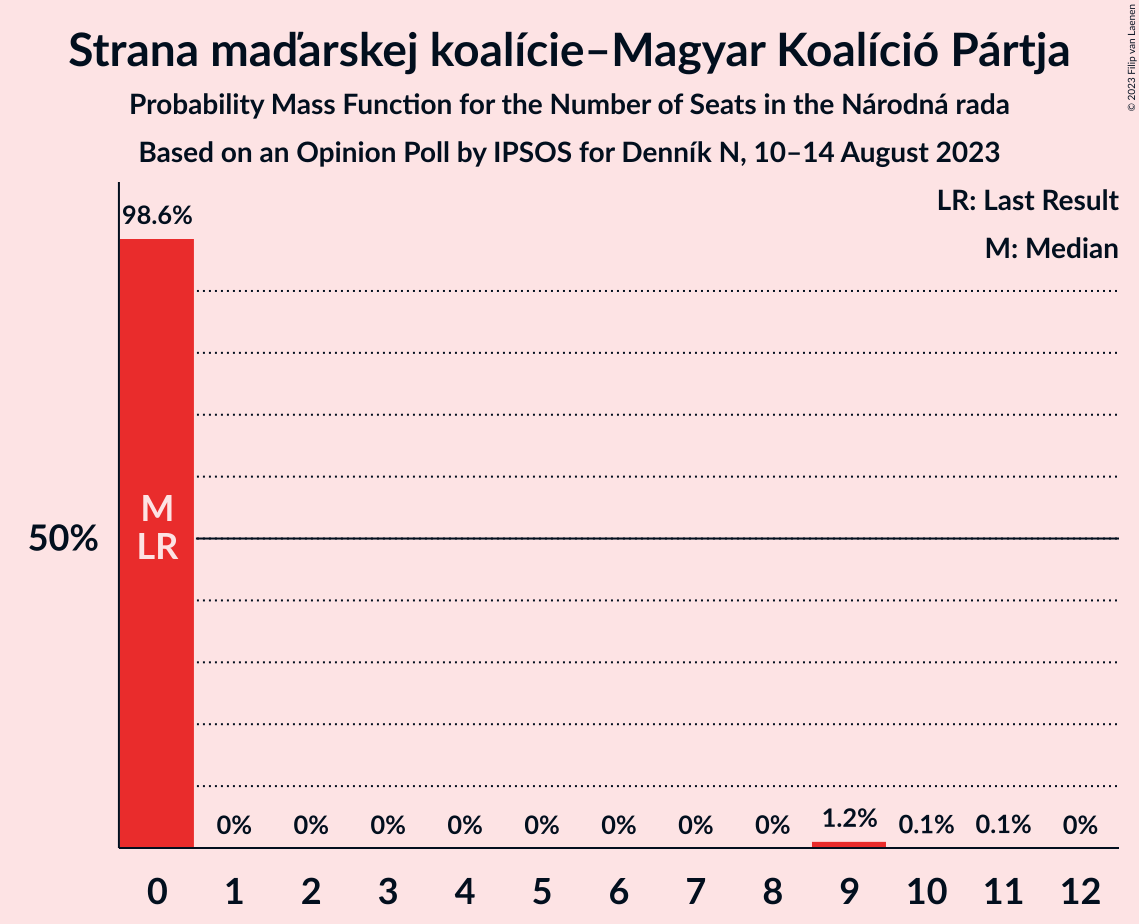 Strana maďarskej koalície–Magyar Koalíció Pártja
Probability Mass Function for the Number of Seats in the Národná rada
Based on an Opinion Poll by IPSOS for Denník N, 10–14 August 2023
© 2023 Filip van Laenen
LR: Last Result
M: Median
98.6%
M
LR
50%
0% 0% 0% 0% 0% 0% 0% 0% 1.2% 0.1% 0.1% 0%
0 1 2 3 4 5 6 7 8 9 10 11 12